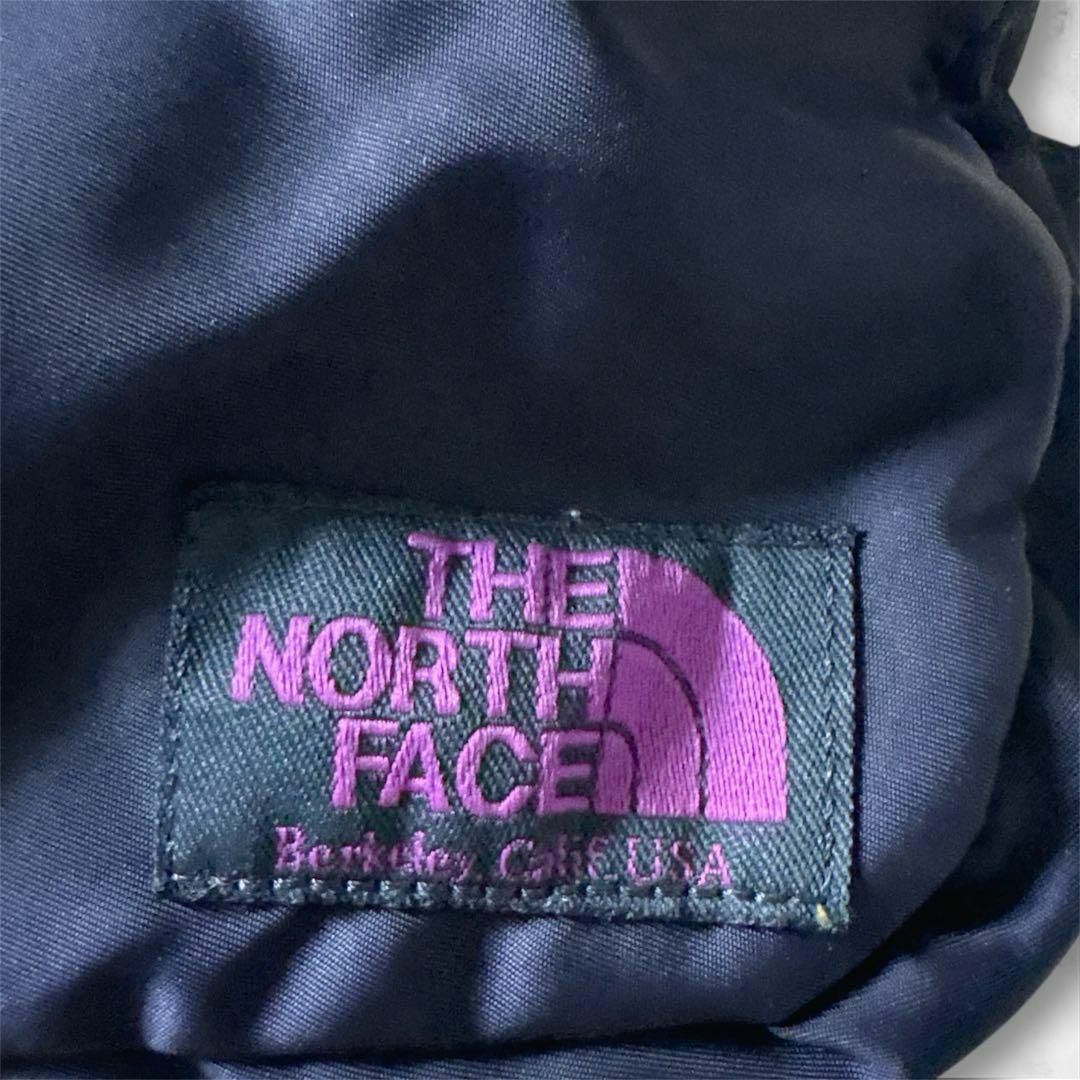 THE
NORTH
FACE
Berkeley, Calif. USA